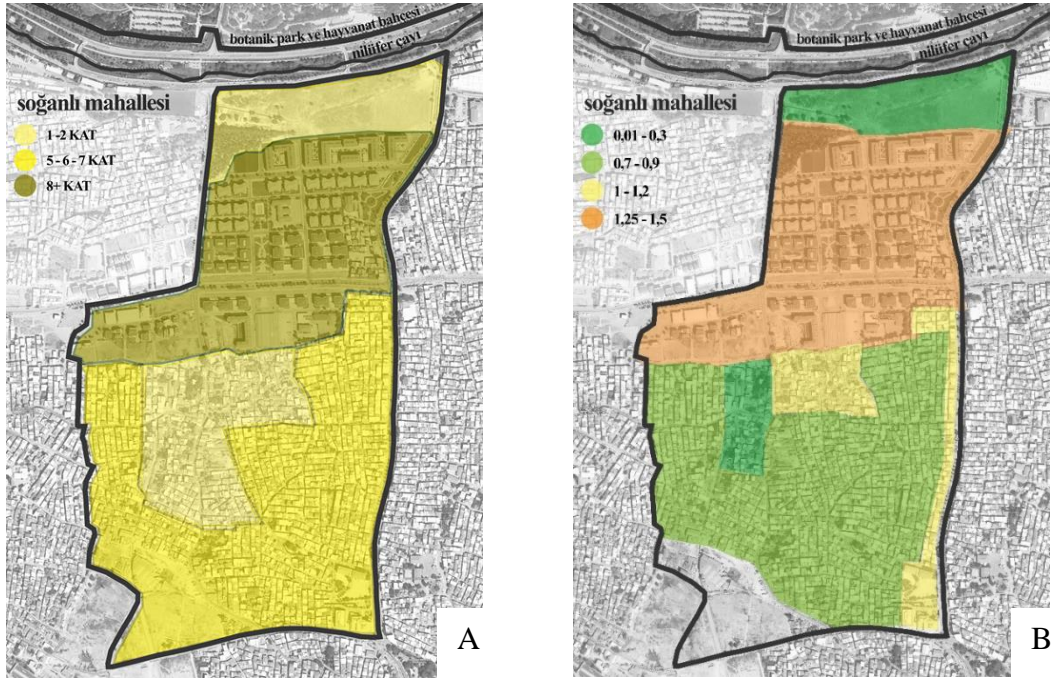 botanik park ve hayvanat bahçesi
nilüfer çayı
soğanlı mahallesi
1 -2 KAT
5 - 6 - 7 KAT
8+ KAT
A
botanik park ve hayvanat bahçesi
nilüfer çayı
soğanlı mahallesi
0,01 - 0,3
0,7 - 0,9
1 - 1,2
1,25 - 1,5
B